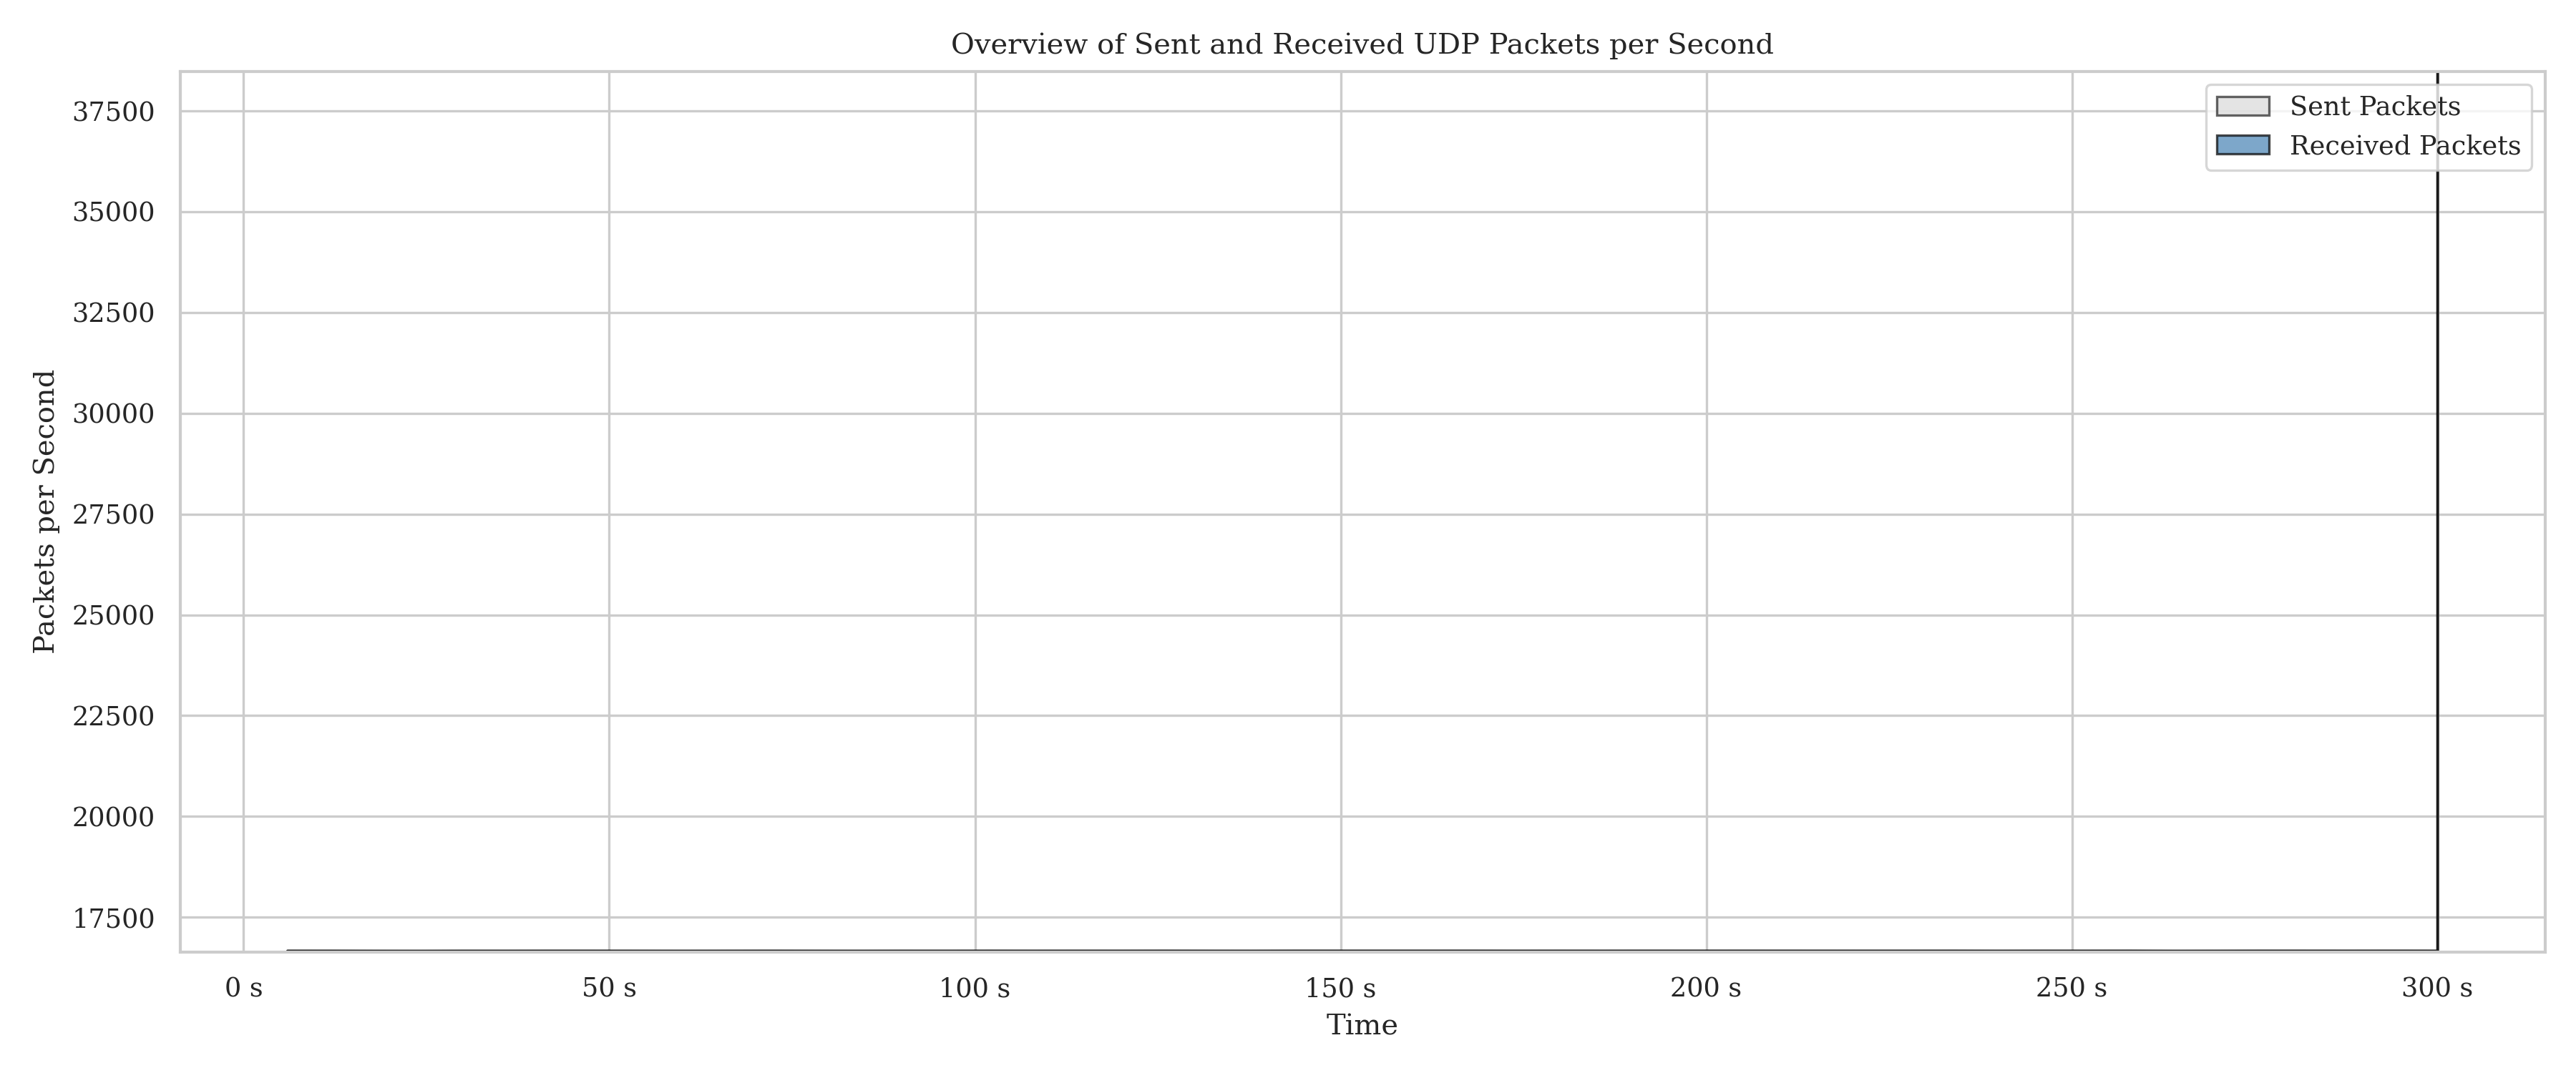 Overview of Sent and Received UDP Packets per Second
Sent Packets
Received Packets
Packets per Second
37500
35000
32500
30000
27500
25000
22500
20000
17500
0 s
50 s
100 s
150 s
200 s
250 s
300 s
Time